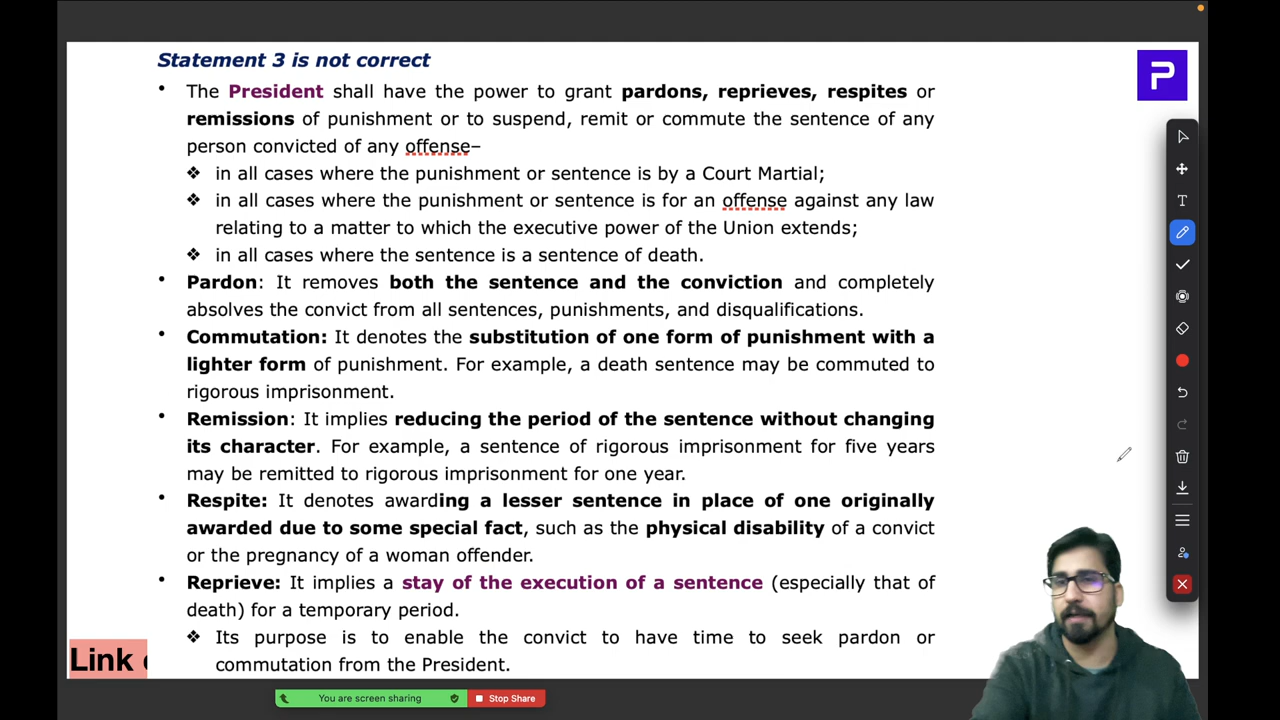 Statement 3 is not correct
• The President shall have the power to grant pardons, reprieves, respites or
remissions of punishment or to suspend, remit or commute the sentence of any
person convicted of any offense–
❖ in all cases where the punishment or sentence is by a Court Martial;
❖ in all cases where the punishment or sentence is for an offense against any law
relating to a matter to which the executive power of the Union extends;
❖ in all cases where the sentence is a sentence of death.
• Pardon: It removes both the sentence and the conviction and completely
absolves the convict from all sentences, punishments, and disqualifications.
• Commutation: It denotes the substitution of one form of punishment with a
lighter form of punishment. For example, a death sentence may be commuted to
rigorous imprisonment.
• Remission: It implies reducing the period of the sentence without changing
its character. For example, a sentence of rigorous imprisonment for five years
may be remitted to rigorous imprisonment for one year.
• Respite: It denotes awarding a lesser sentence in place of one originally
awarded due to some special fact, such as the physical disability of a convict
or the pregnancy of a woman offender.
• Reprieve: It implies a stay of the execution of a sentence (especially that of
death) for a temporary period.
❖ Its purpose is to enable the convict to have time to seek pardon or
commutation from the President.
Link
You are screen sharing
Stop Share
P
T